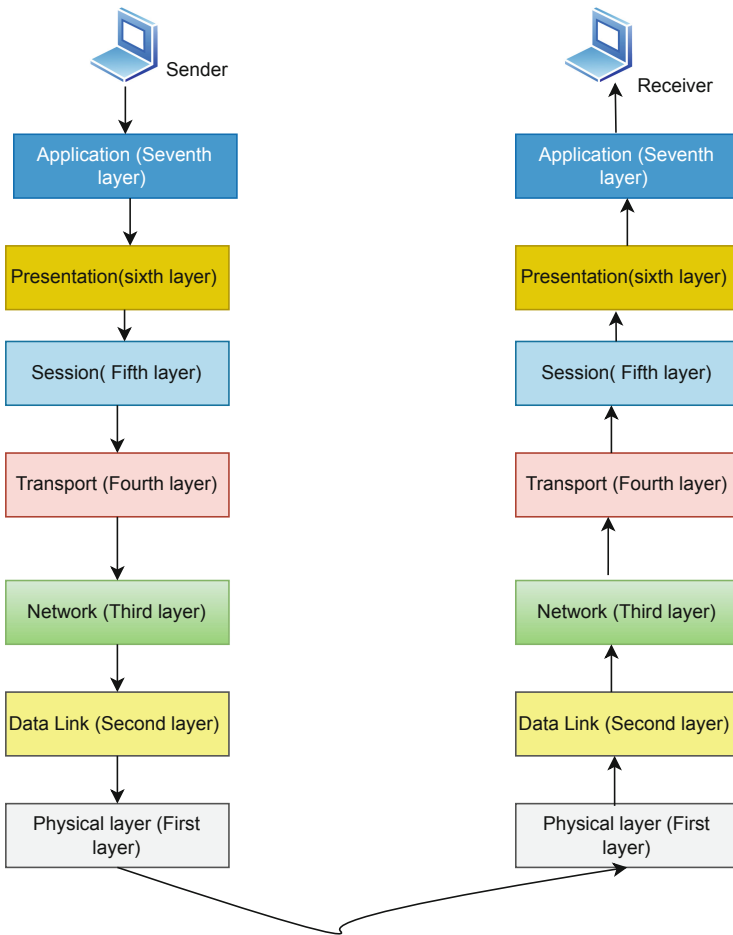 Sender
Application (Seventh
layer)
Presentation(sixth layer)
Session( Fifth layer)
Transport (Fourth layer)
Network (Third layer)
Data Link (Second layer)
Physical layer (First
layer)
Receiver
Application (Seventh
layer)
Presentation(sixth layer)
Session( Fifth layer)
Transport (Fourth layer)
Network (Third layer)
Data Link (Second layer)
Physical layer (First
layer)